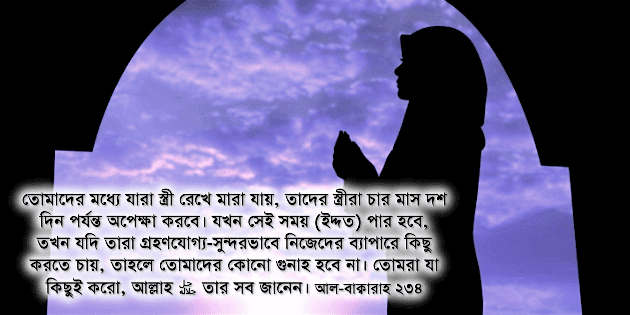 তোমাদের মধ্যে যারা স্ত্রী রেখে মারা যায়, তাদের স্ত্রীরা চার মাস দশ
দিন পর্যন্ত অপেক্ষা করবে। যখন সেই সময় (ইদ্দত) পার হবে,
তখন যদি তারা গ্রহণযোগ্য-সুন্দরভাবে নিজেদের ব্যাপারে কিছু
করতে চায়, তাহলে তোমাদের কোনো গুনাহ হবে না। তোমরা যা
কিছুই করো, আল্লাহ ﷻ তার সব জানেন। আল-বাক্বারাহ ২৩৪